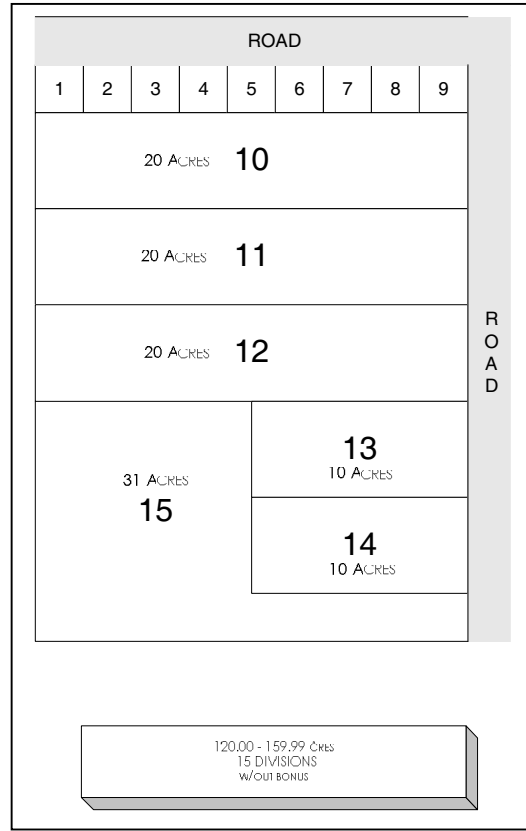 ROAD
1 2 3 4 5 6 7 8 9
20 ACRES 10
20 ACRES 11
20 ACRES 12
R
O
A
D
13
10 ACRES
31 ACRES
15
14
10 ACRES
120.00 - 159.99 CRES
15 DIVISIONS
W/OUT BONUS